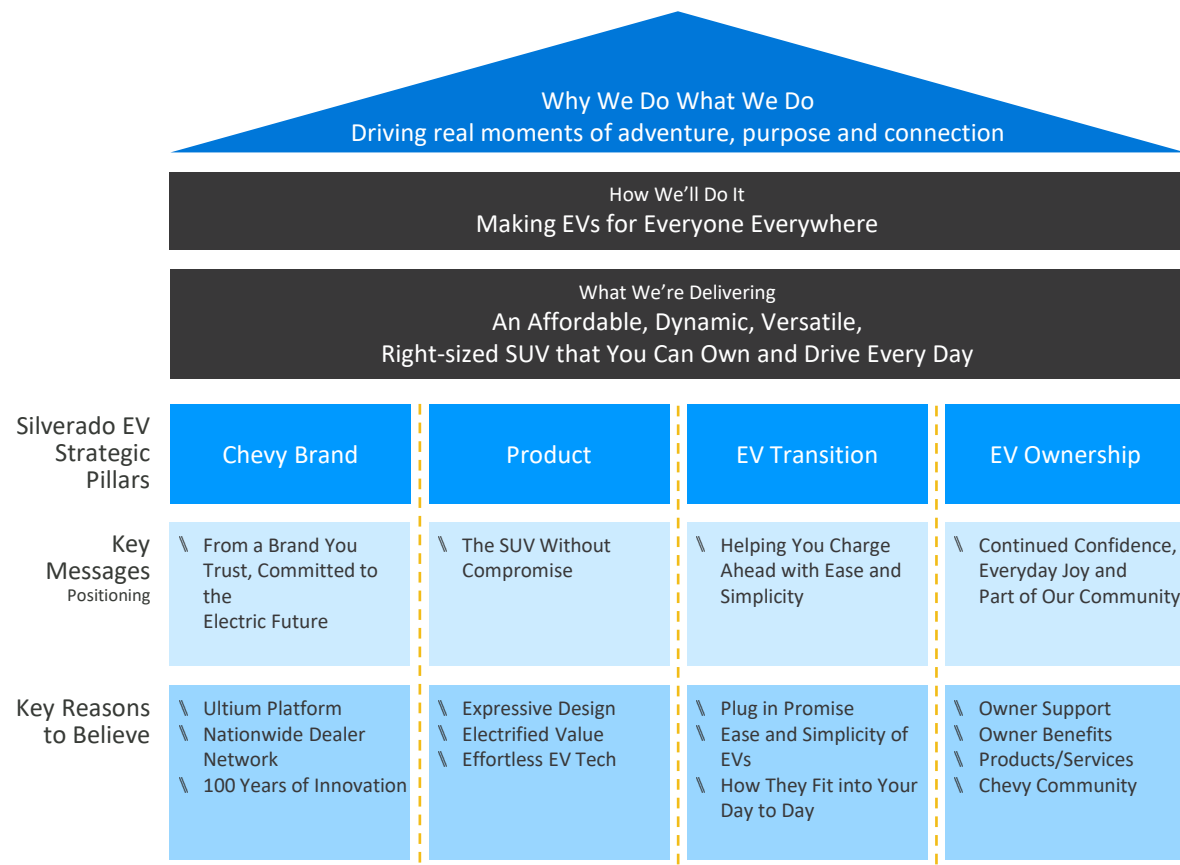 Why We Do What We Do
Driving real moments of adventure, purpose and connection
How We’ll Do It
Making EVs for Everyone Everywhere
What We’re Delivering
An Affordable, Dynamic, Versatile,
Right-sized SUV that You Can Own and Drive Every Day
Silverado EV
Strategic
Pillars
Chevy Brand
Product
EV Transition
EV Ownership
Key
Messages
Positioning
\\ From a Brand You
Trust, Committed to
the
Electric Future
\\ The SUV Without
Compromise
\\ Helping You Charge
Ahead with Ease and
Simplicity
\\ Continued Confidence,
Everyday Joy and
Part of Our Community
Key Reasons
to Believe
\\ Ultium Platform
\\ Nationwide Dealer
Network
\\ 100 Years of Innovation
\\ Expressive Design
\\ Electrified Value
\\ Effortless EV Tech
\\ Plug in Promise
\\ Ease and Simplicity of
EVs
\\ How They Fit into Your
Day to Day
\\ Owner Support
\\ Owner Benefits
\\ Products/Services
\\ Chevy Community